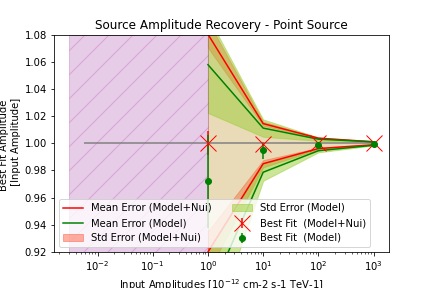 Source Amplitude Recovery - Point Source
Best Fit Amplitude
[Input Amplitude]
1.08
1.06
1.04
1.02
1.00
0.98
0.96
0.94
0.92
Mean Error (Model+Nui)
Mean Error (Model)
Std Error (Model+Nui)
Std Error (Model)
Best Fit (Model+Nui)
Best Fit (Model)
10⁻²
10⁻¹
10⁰
10¹
10²
10³
Input Amplitudes [10⁻¹² cm-2 s-1 TeV-1]